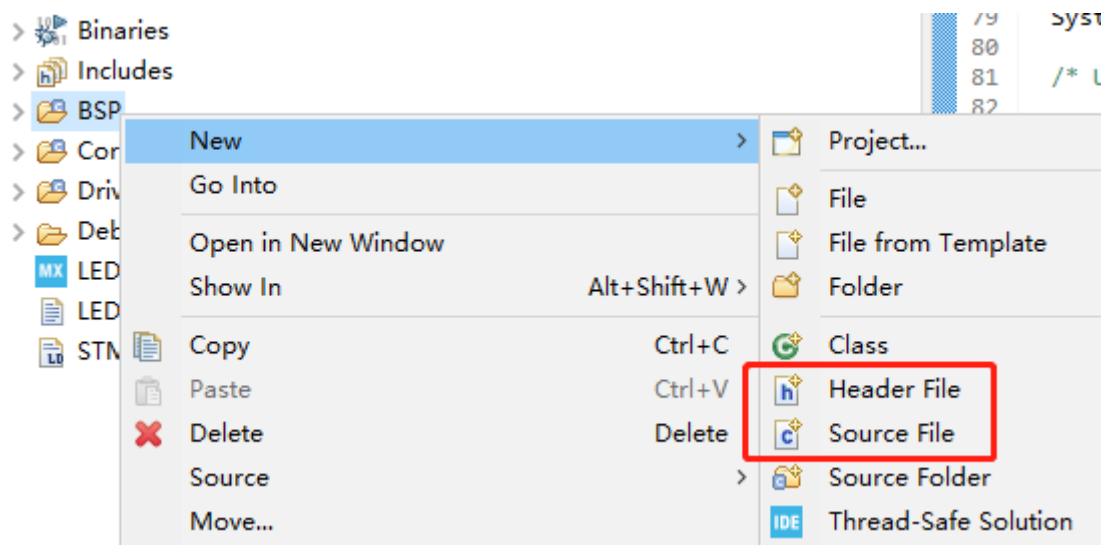 Binaries
Includes
BSP
Cor
Driv
Deb
MX LED
LED
STM
New
Go Into
Open in New Window
Show In Alt+Shift+W
Copy Ctrl+C
Paste Ctrl+V
Delete Delete
Source
Move...
Project...
File
File from Template
Folder
Class
Header File
Source File
Source Folder
IDE Thread-Safe Solution
79 Syst
80
81 /* U
82